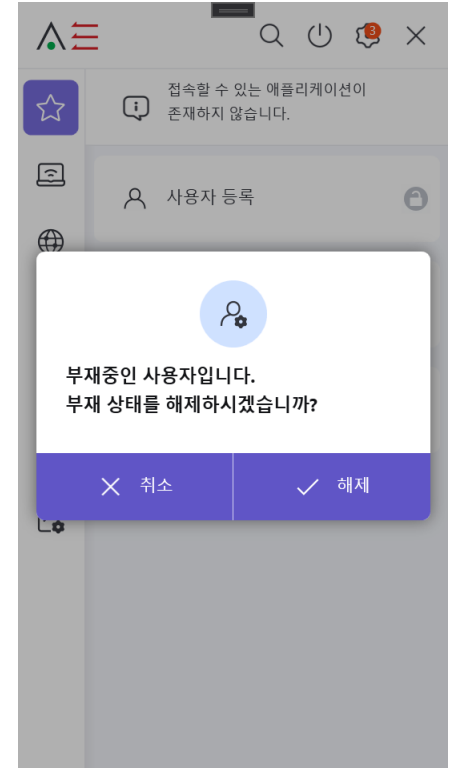 3
접속할 수 있는 애플리케이션이
존재하지 않습니다.
사용자 등록
부재중인 사용자입니다.
부재 상태를 해제하시겠습니까?
취소
해제